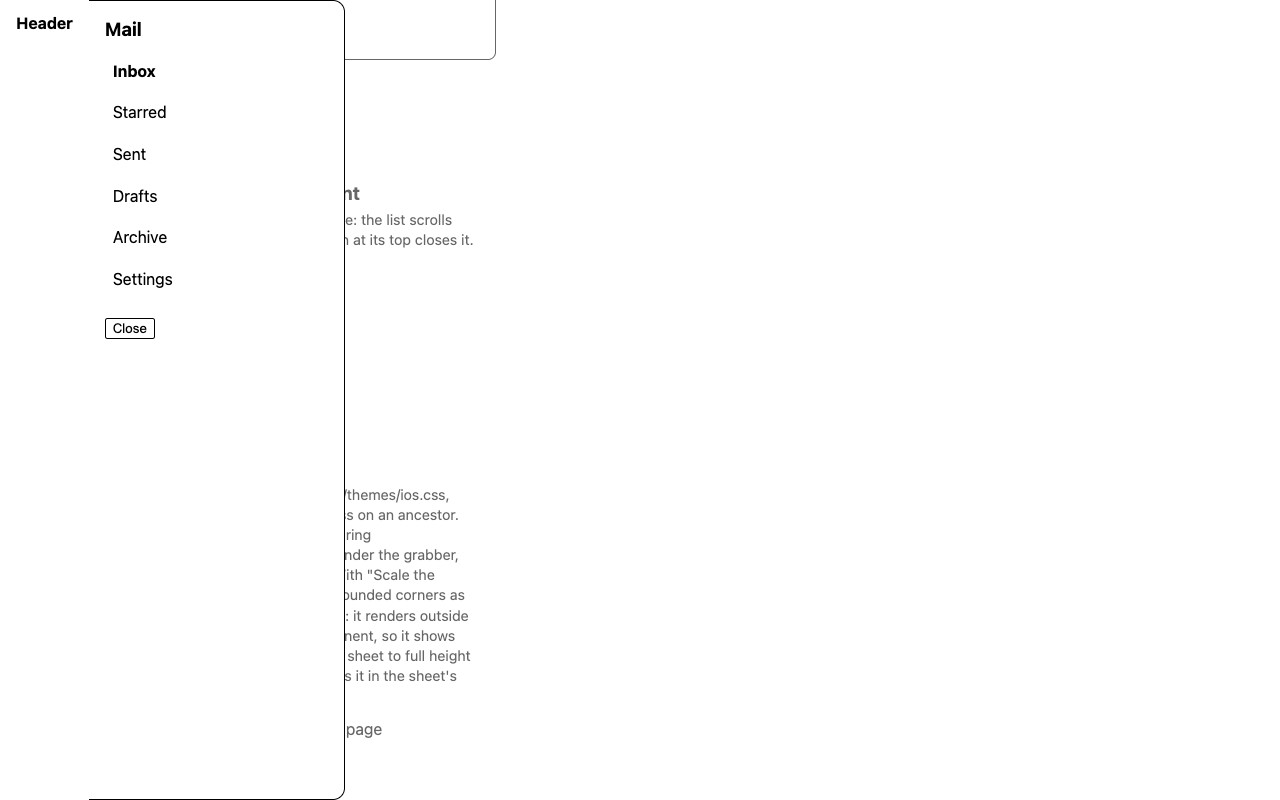 Header
Mail
Inbox
Starred
Sent
Drafts
Archive
Settings
Close
e: the list scrolls
at its top closes it.
/themes/ios.css,
on an ancestor.
ring
nder the grabber,
ith "Scale the
ounded corners as
: it renders outside
nent, so it shows
sheet to full height
s it in the sheet's
page